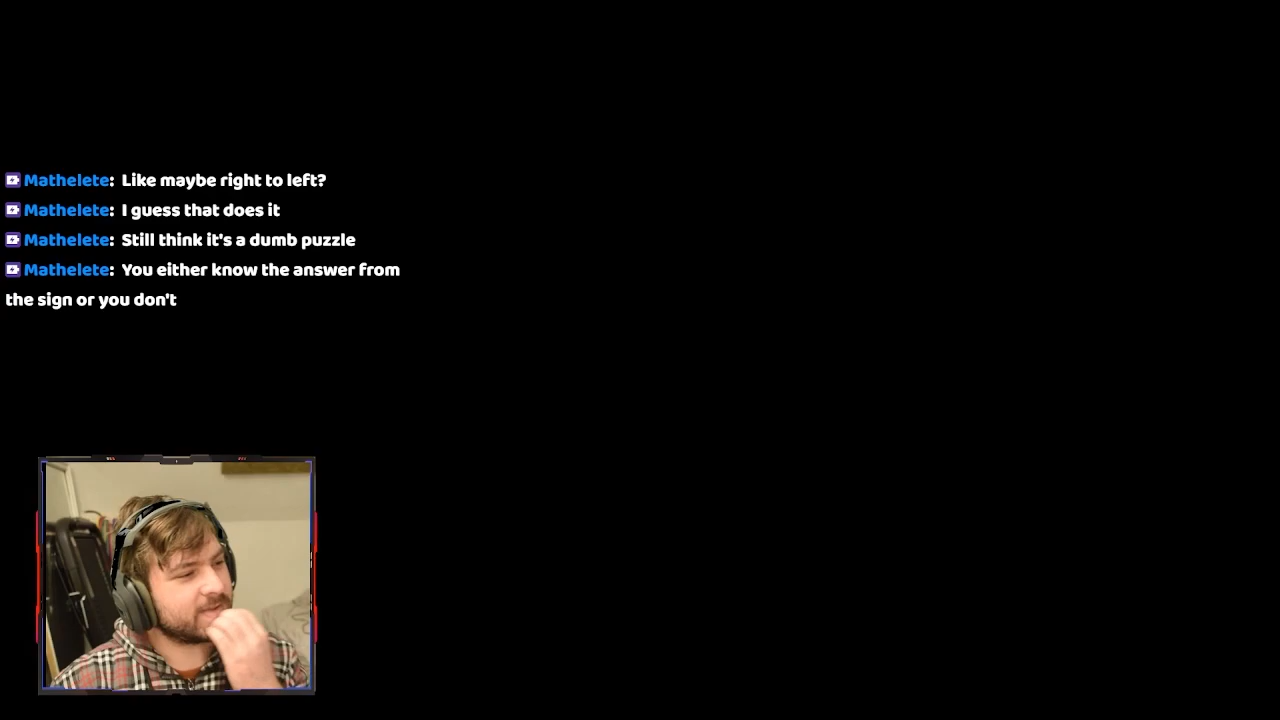 Mathelete: Like maybe right to left?
Mathelete: I guess that does it
Mathelete: Still think it's a dumb puzzle
Mathelete: You either know the answer from
the sign or you don't